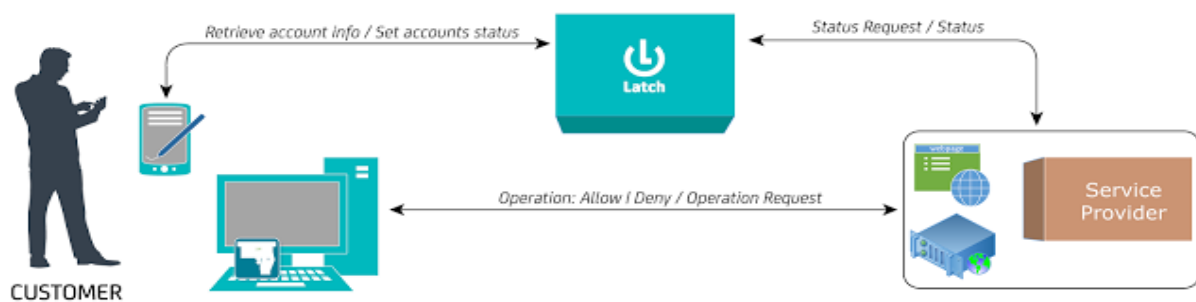 Retrieve account info / Set accounts status
Status Request / Status
Latch
webpage
Operation: Allow | Deny / Operation Request
Service
Provider
CUSTOMER